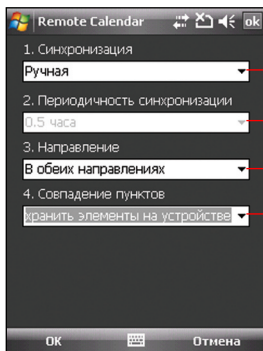 Remote Calendar ok
1. Синхронизация
Ручная
2. Периодичность синхронизации
0.5 часа
3. Направление
В обеих направлениях
4. Совпадение пунктов
хранить элементы на устройстве
ОК Отмена